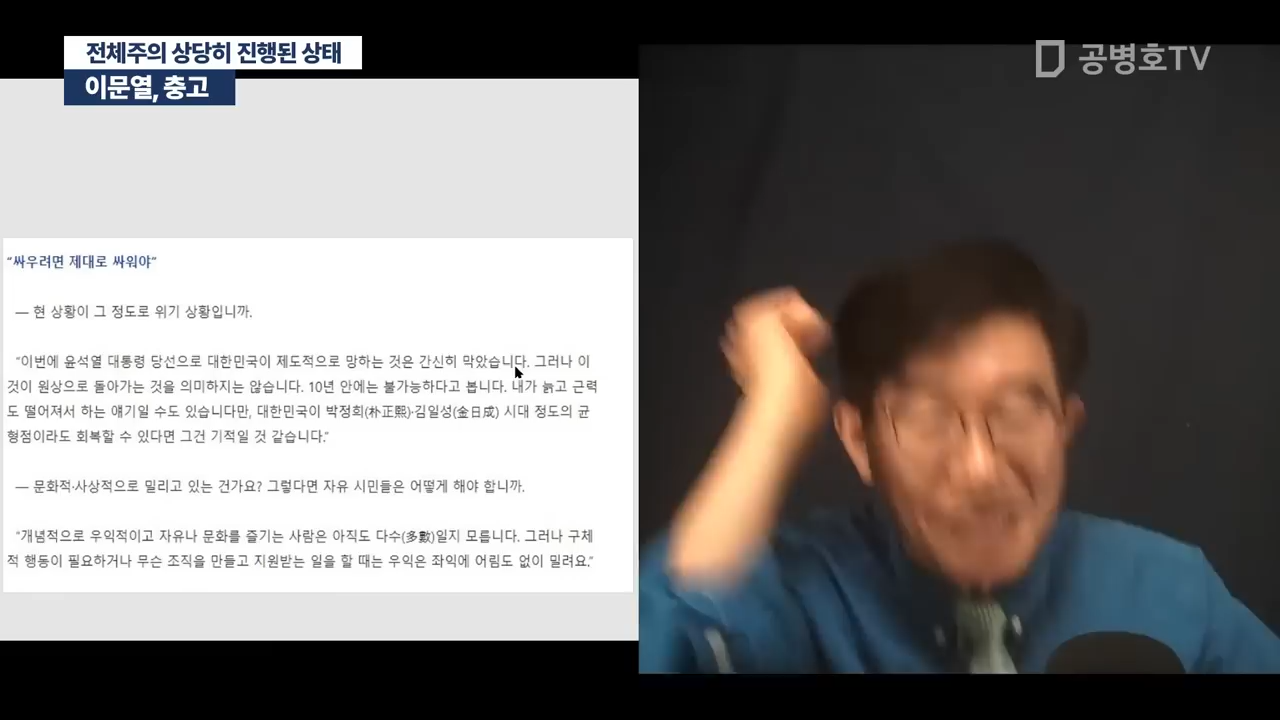 전체주의 상당히 진행된 상태
이문열, 충고
공병호TV
“싸우려면 제대로 싸워야”
— 현 상황이 그 정도로 위기 상황입니까.
“이번에 윤석열 대통령 당선으로 대한민국이 제도적으로 망하는 것은 간신히 막았습니다. 그러나 이
것이 원상으로 돌아가는 것을 의미하지는 않습니다. 10년 안에는 불가능하다고 봅니다. 내가 늙고 근력
도 떨어져서 하는 얘기일 수도 있습니다만, 대한민국이 박정희(朴正熙)·김일성(金日成) 시대 정도의 균
형점이라도 회복할 수 있다면 그건 기적일 것 같습니다.”
— 문화적·사상적으로 밀리고 있는 건가요? 그렇다면 자유 시민들은 어떻게 해야 합니까.
“개념적으로 우익적이고 자유나 문화를 즐기는 사람은 아직도 다수(多數)일지 모릅니다. 그러나 구체
적 행동이 필요하거나 무슨 조직을 만들고 지원받는 일을 할 때는 우익은 좌익에 어림도 없이 밀려요.”